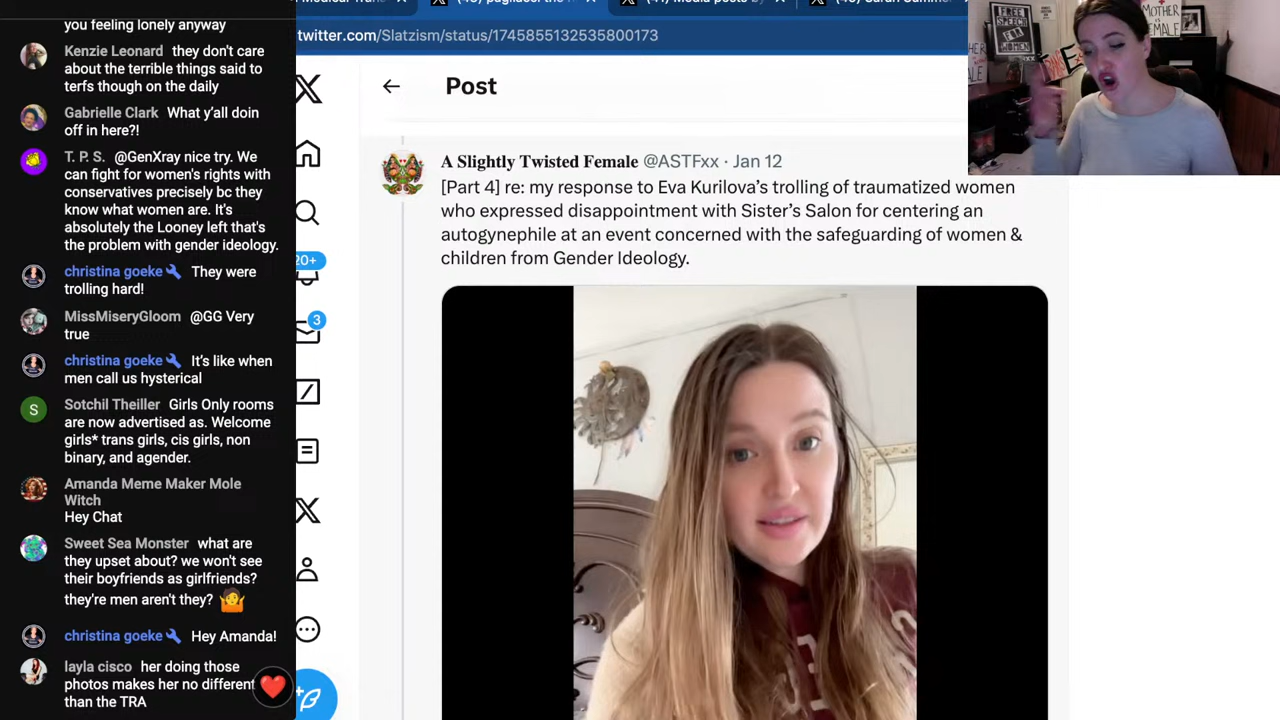 you feeling lonely anyway
Kenzie Leonard they don't care
about the terrible things said to
terfs though on the daily
Gabrielle Clark What y'all doin
off in here?!
T. P. S. @GenXray nice try. We
can fight for women's rights with
conservatives precisely bc they
know what women are. It's
absolutely the Looney left that's
the problem with gender ideology.
christina goeke They were
trolling hard!
MissMiseryGloom @GG Very
true
christina goeke It's like when
men call us hysterical
S
Sotchil Theiller Girls Only rooms
are now advertised as. Welcome
girls* trans girls, cis girls, non
binary, and agender.
Amanda Meme Maker Mole
Witch
Hey Chat
Sweet Sea Monster what are
they upset about? we won't see
their boyfriends as girlfriends?
they're men aren't they?
christina goeke Hey Amanda!
layla cisco her doing those
photos makes her no different
than the TRA
twitter.com/Slatzism/status/1745855132535800173
20+
3
Post
A Slightly Twisted Female @ASTFxx · Jan 12
[Part 4] re: my response to Eva Kurilova's trolling of traumatized women
who expressed disappointment with Sister's Salon for centering an
autogynephile at an event concerned with the safeguarding of women &
children from Gender Ideology.
FREE
SPEECH
FOR
WOMEN
MOTHER
FEMALE